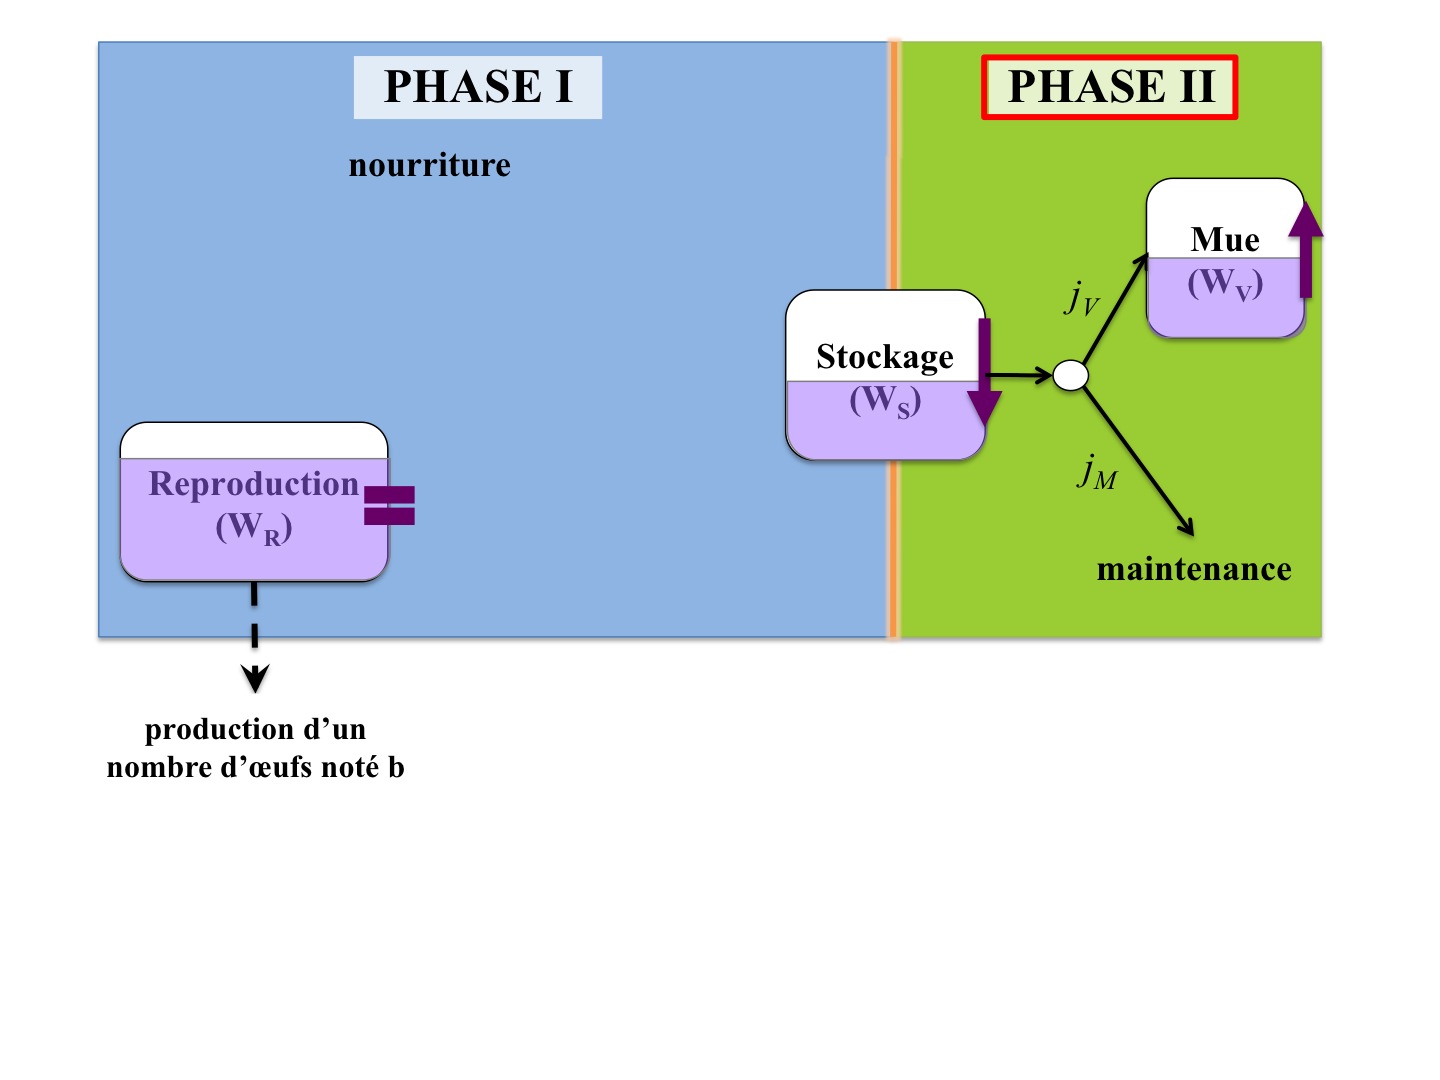 PHASE I
PHASE II
nourriture
Mue
(W_V)
j_V
Stockage
(W_S)
j_M
Reproduction
(W_R)
maintenance
production d’un
nombre d’œufs noté b